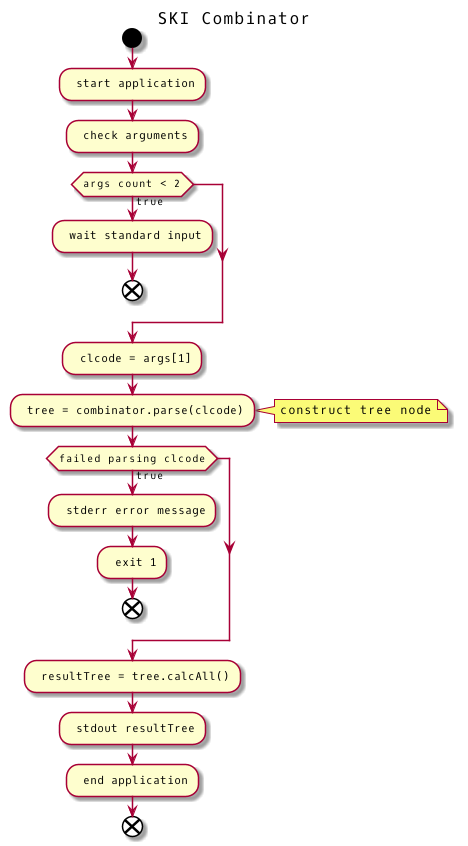 SKI Combinator
start application
check arguments
args count < 2
true
wait standard input
clcode = args[1]
tree = combinator.parse(clcode)
construct tree node
failed parsing clcode
true
stderr error message
exit 1
resultTree = tree.calcAll()
stdout resultTree
end application